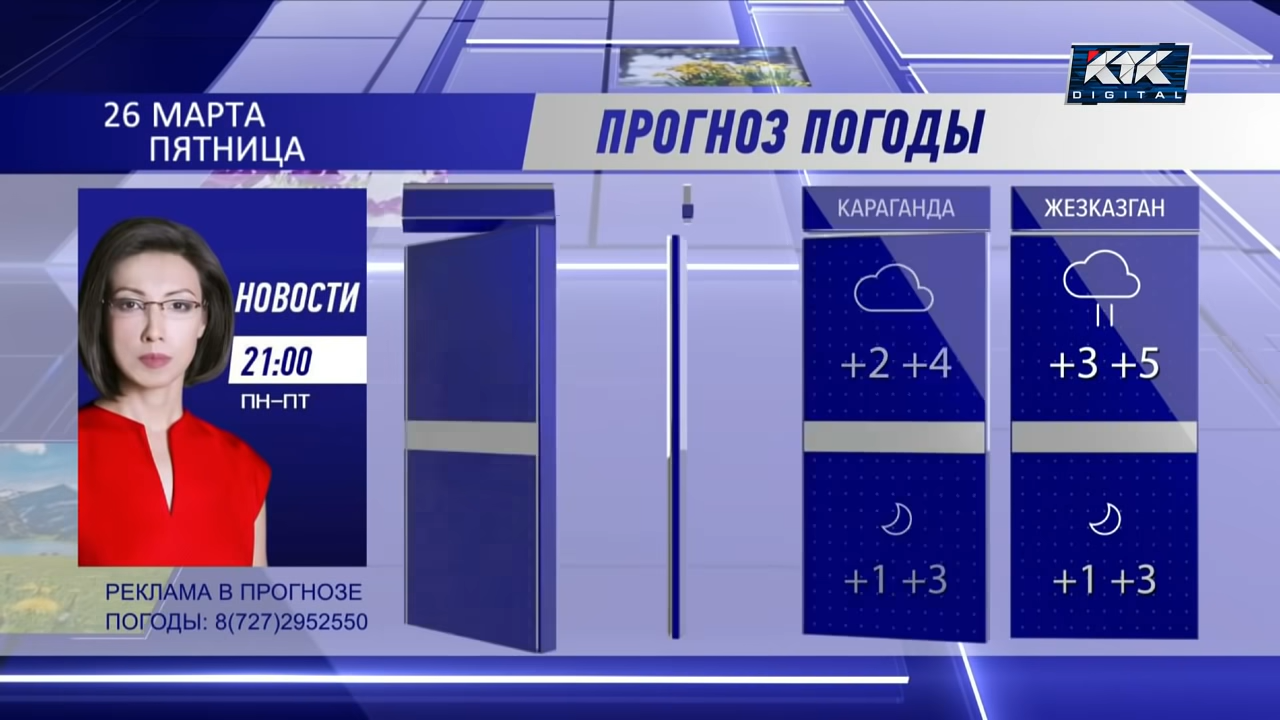 КТК
DIGITAL
26 МАРТА
ПЯТНИЦА
ПРОГНОЗ ПОГОДЫ
НОВОСТИ
21:00
ПН–ПТ
РЕКЛАМА В ПРОГНОЗЕ
ПОГОДЫ: 8(727)2952550
КАРАГАНДА
+2 +4
+1 +3
ЖЕЗКАЗГАН
+3 +5
+1 +3